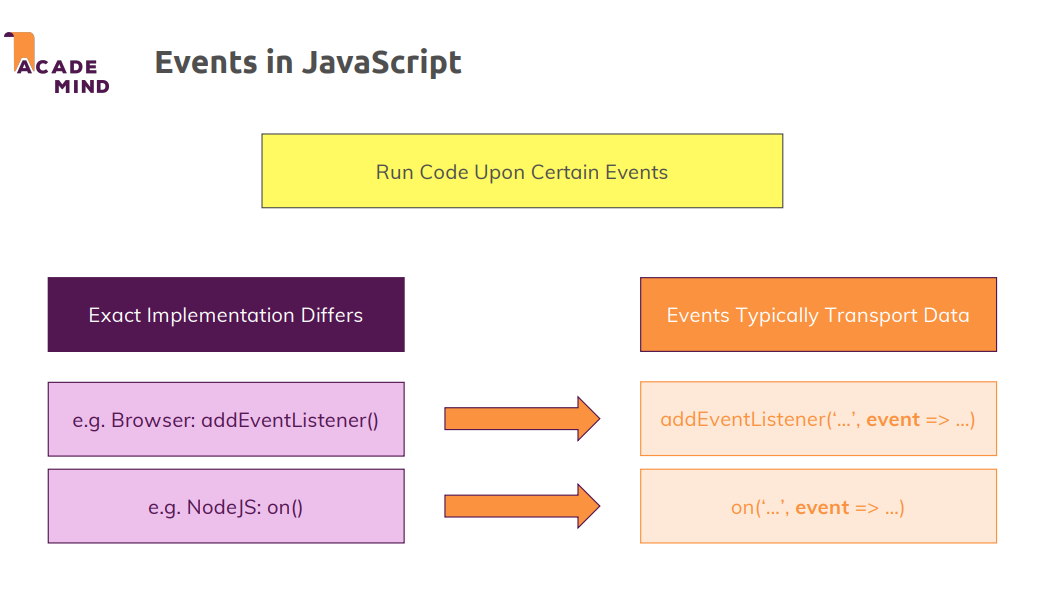 ACADE
MIND
Events in JavaScript
Run Code Upon Certain Events
Exact Implementation Differs
Events Typically Transport Data
e.g. Browser: addEventListener()
addEventListener(‘…’, event => …)
e.g. NodeJS: on()
on(‘…’, event => …)